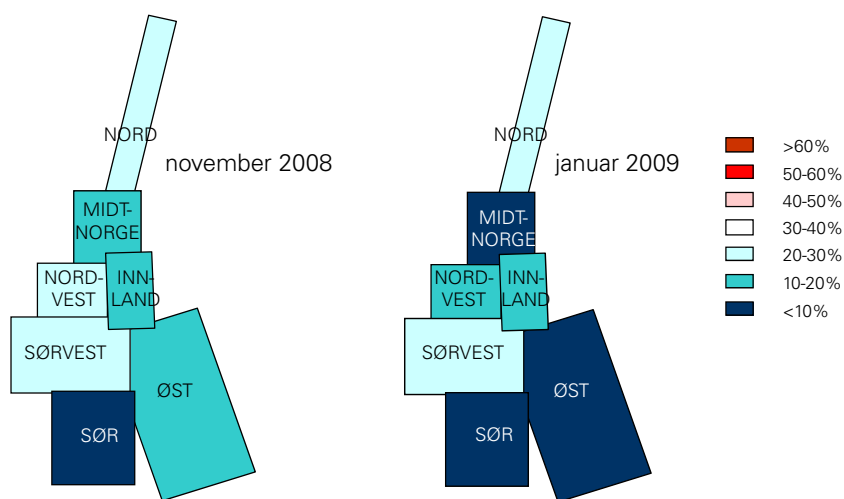 NORD
november 2008
MIDT-
NORGE
NORD-
VEST
INN-
LAND
SØRVEST
ØST
SØR
NORD
januar 2009
MIDT-
NORGE
NORD-
VEST
INN-
LAND
SØRVEST
ØST
SØR
>60%
50-60%
40-50%
30-40%
20-30%
10-20%
<10%